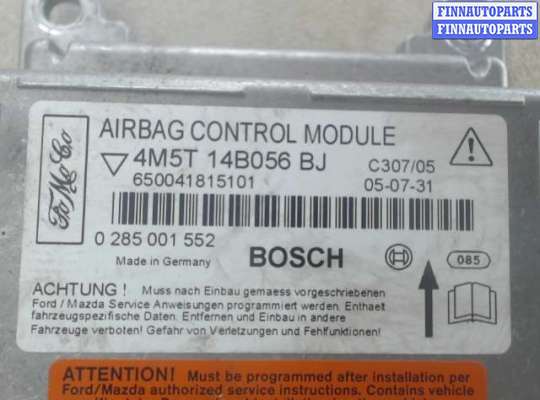 FINNAUTOPARTS
FINNAUTOPARTS
FoMoCo
AIRBAG CONTROL MODULE
4M5T 14B056 BJ
C307/05
650041815101
05-07-31
0 285 001 552
BOSCH
085
Made in Germany
ACHTUNG ! Muss nach Einbau gemaess vorgeschriebenen
Ford / Mazda Service Anweisungen programmiert werden. Enthaelt
fahrzeugspezifische Daten. Entfernen und Einbau in andere
Fahrzeuge verboten! Gefahr von Verletzungen und Fehlfunktionen!
ATTENTION! Must be programmed after installation per
Ford/Mazda authorized service instructions. Contains vehicle